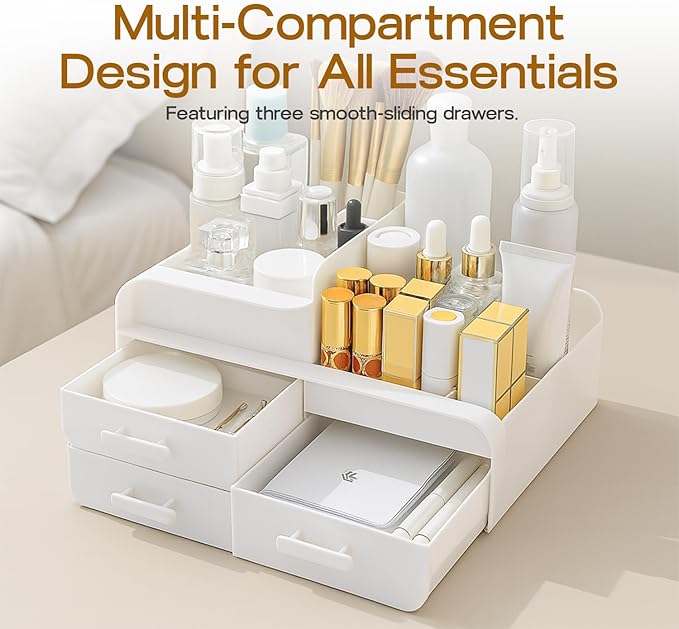 Multi-Compartment
Design for All Essentials
Featuring three smooth-sliding drawers.